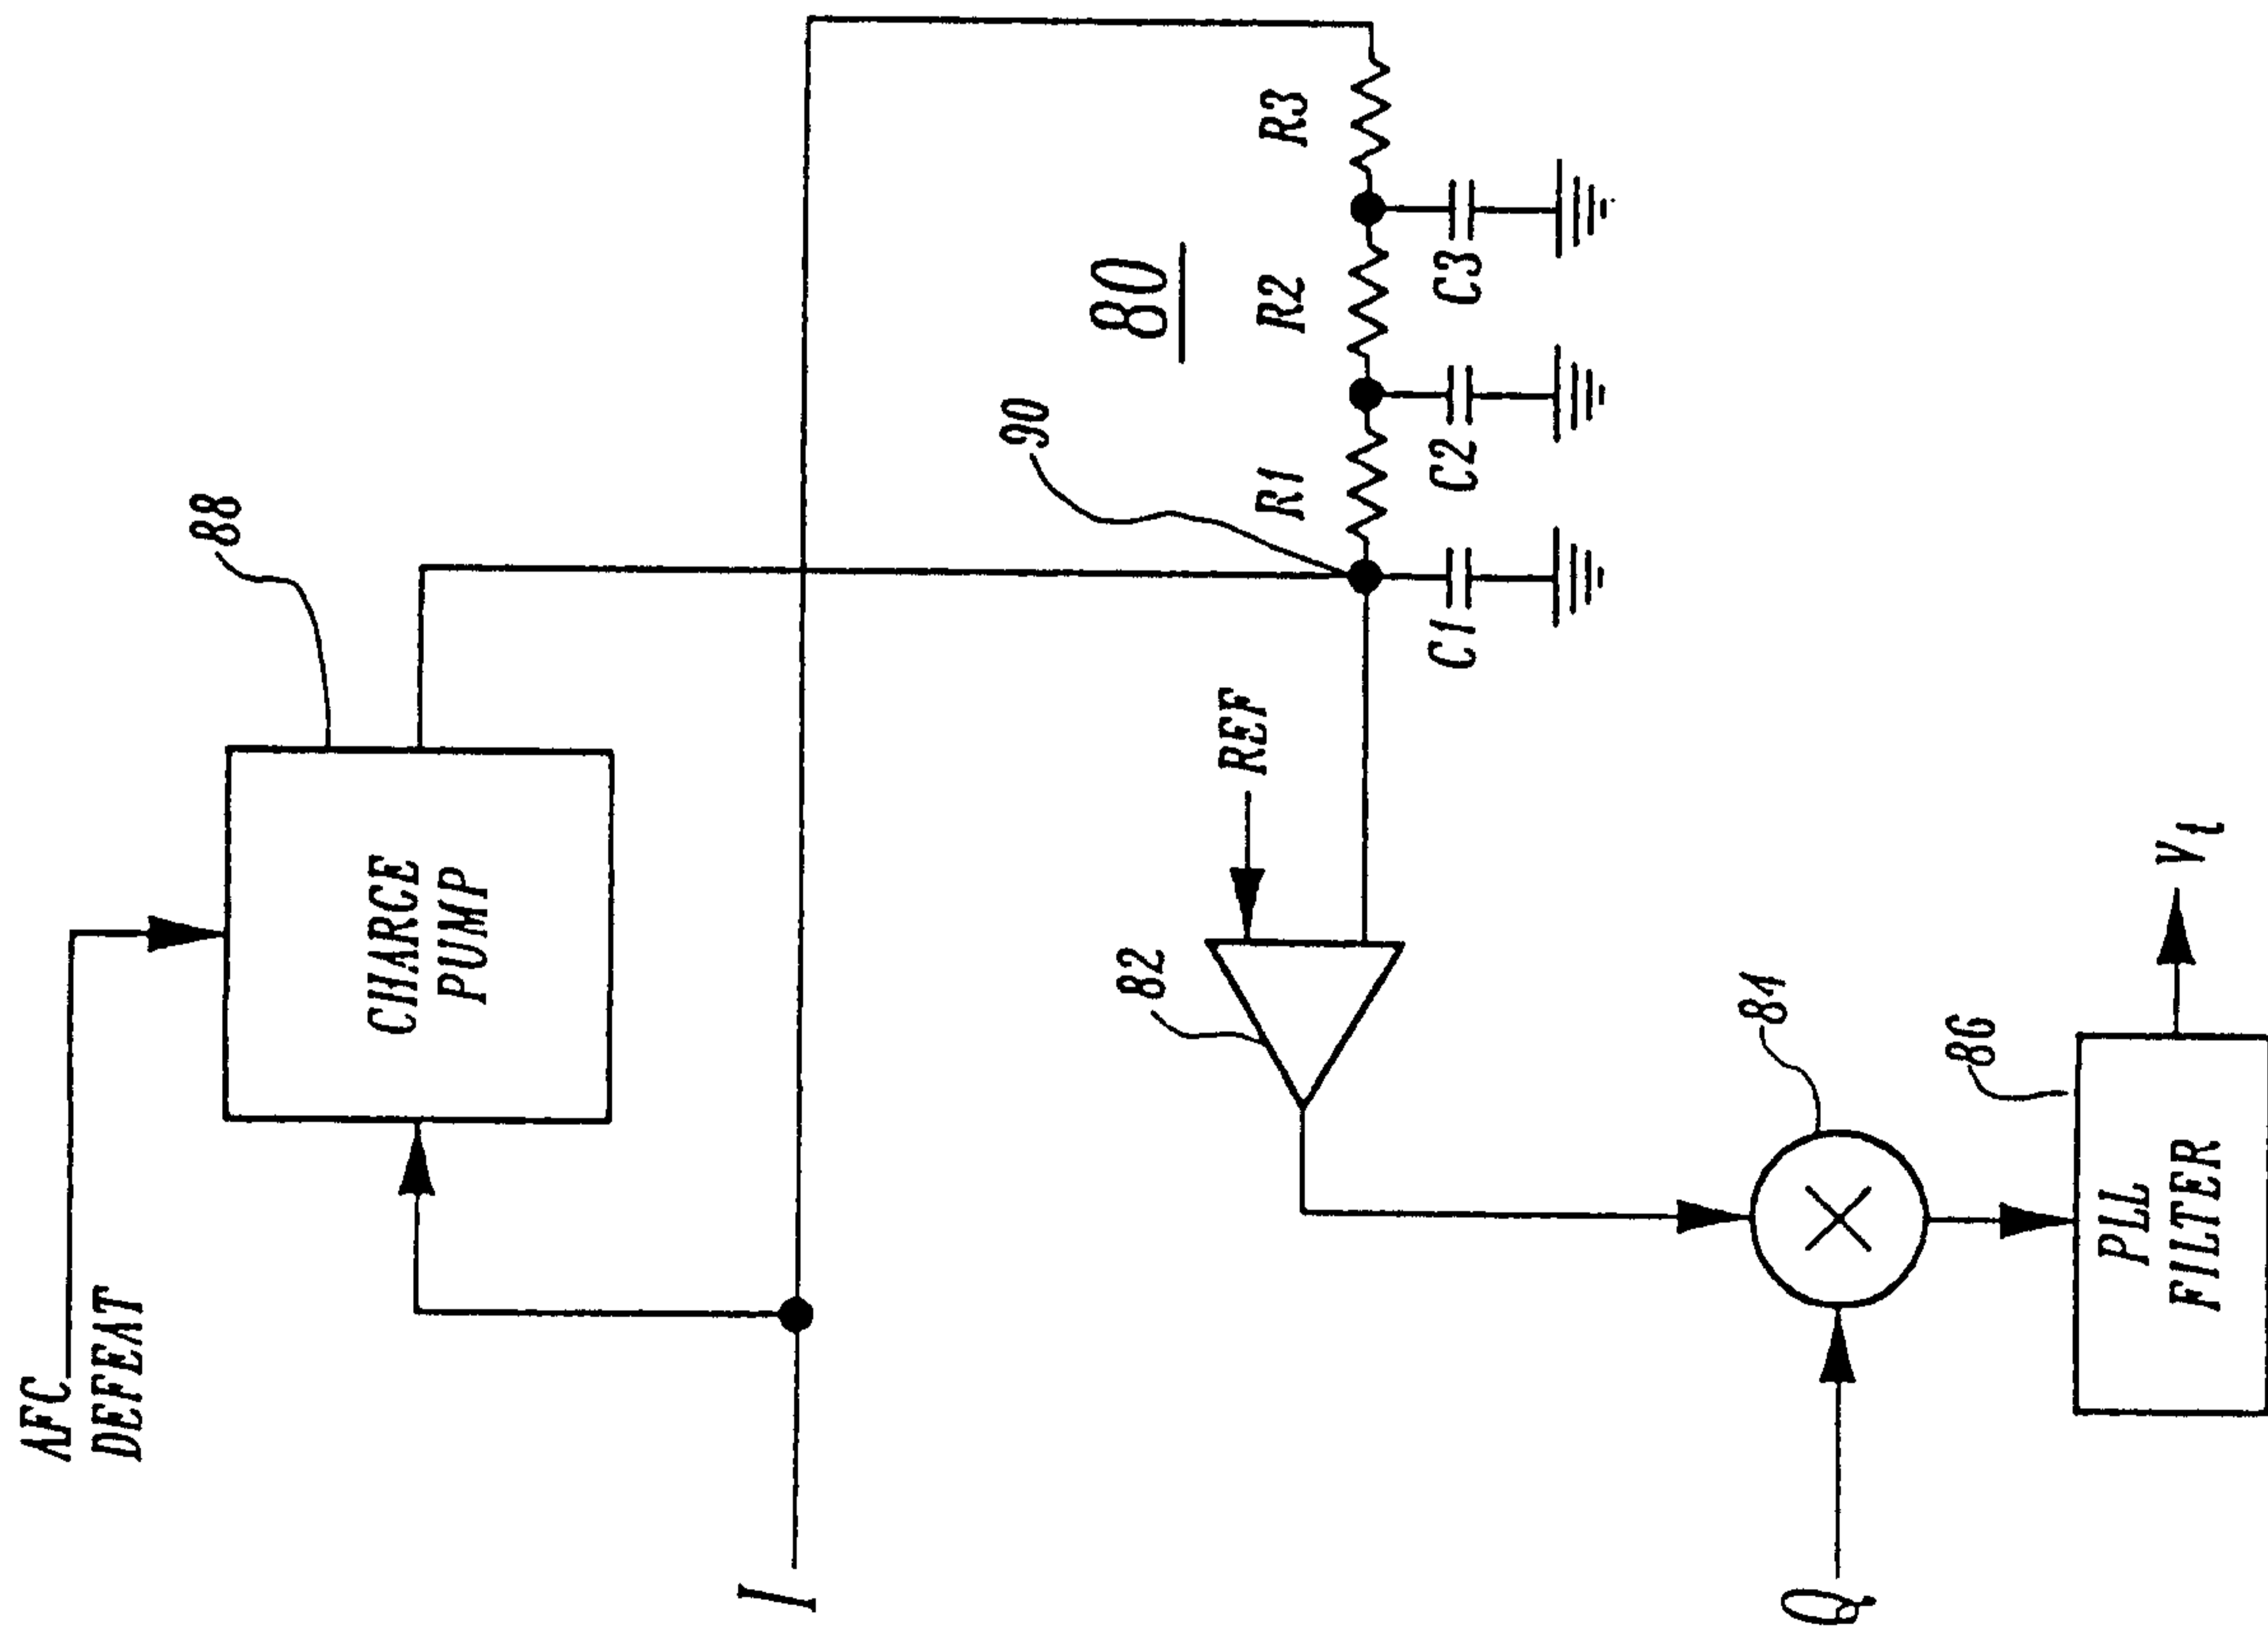 AFC
DEFEAT
CHARGE
PUMP
88
I
90
80
R1
R2
R3
C1
C2
C3
REF
82
84
Q
86
PLL
FILTER